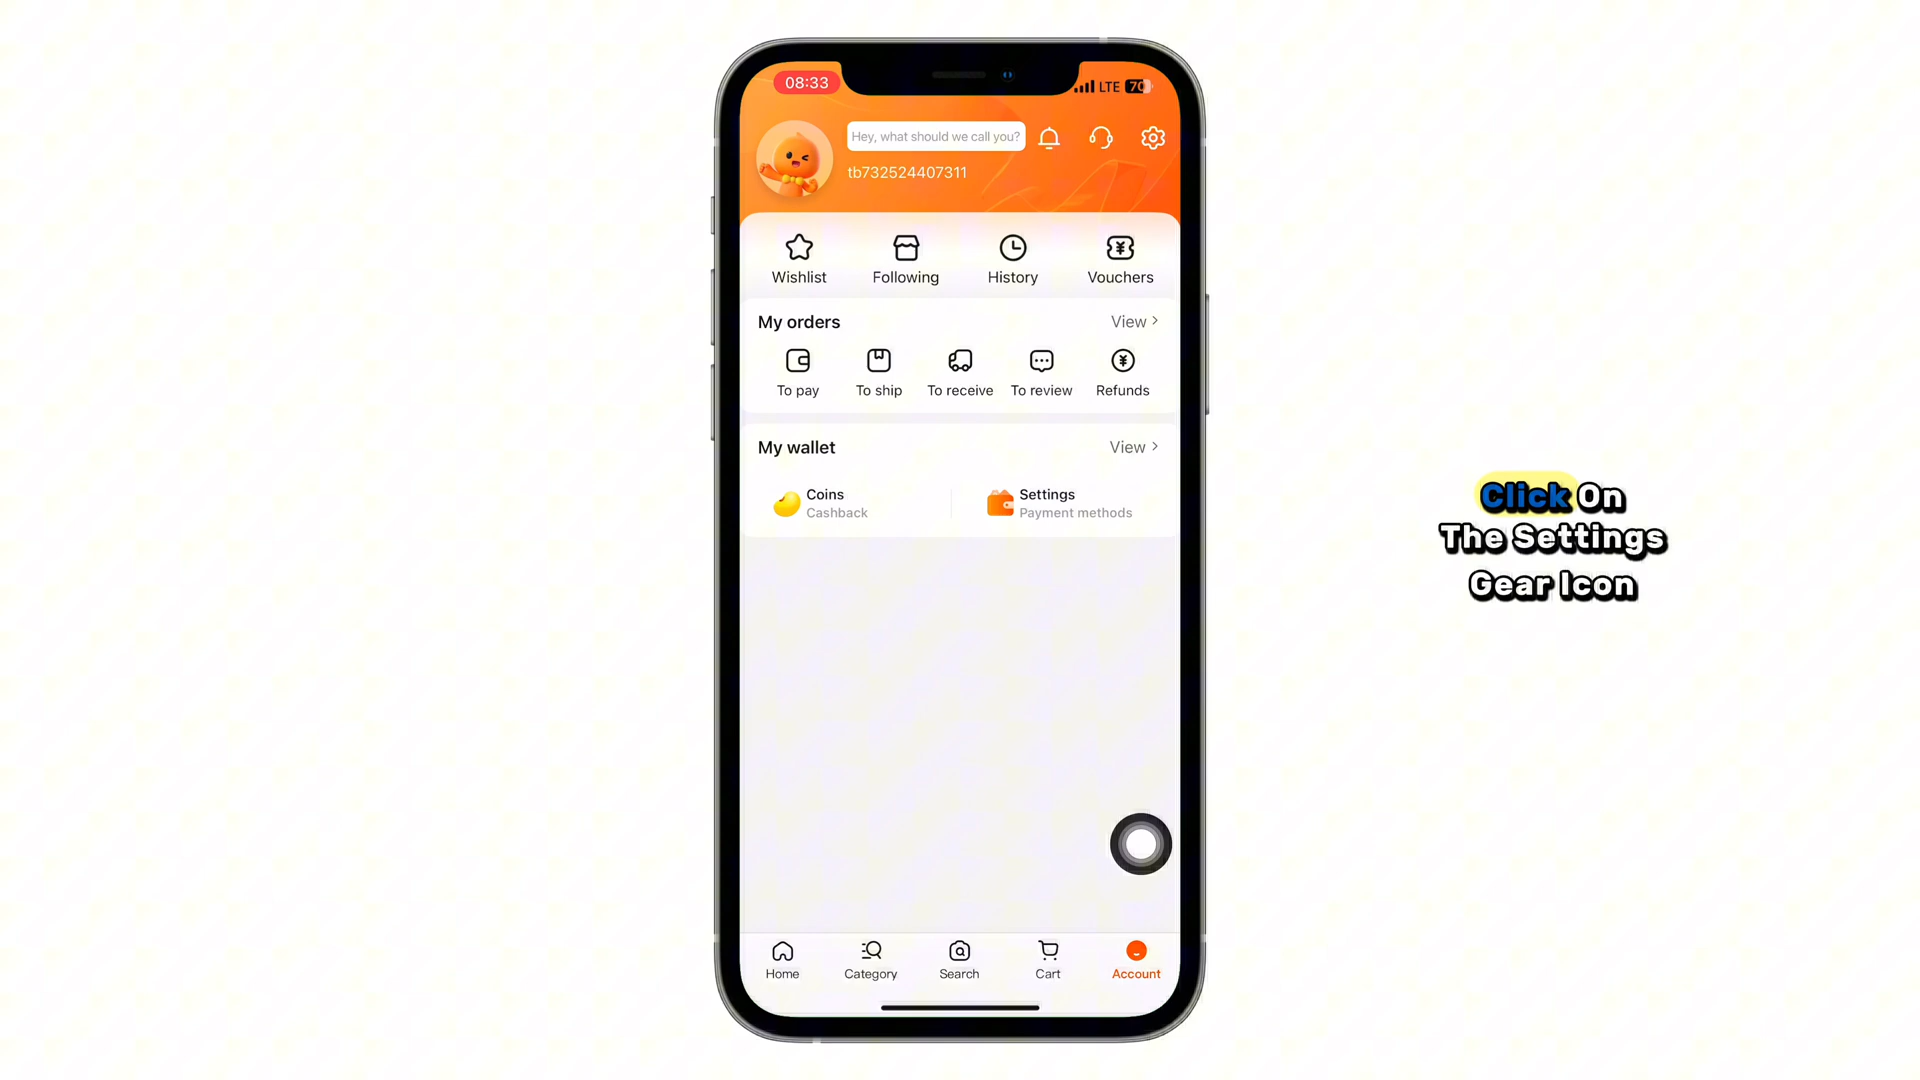 08:33
LTE 70
Hey, what should we call you?
tb732524407311
Wishlist Following History Vouchers
My orders View >
To pay To ship To receive To review Refunds
My wallet View >
Coins Settings
Cashback Payment methods
Click On
The Settings
Gear Icon
Home Category Search Cart Account